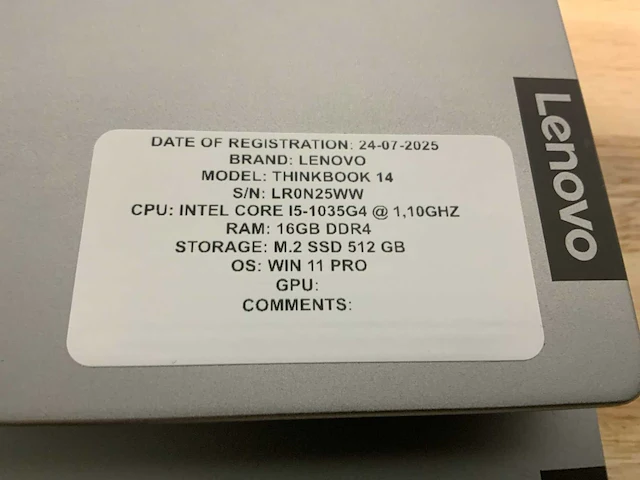 DATE OF REGISTRATION: 24-07-2025
BRAND: LENOVO
MODEL: THINKBOOK 14
S/N: LR0N25WW
CPU: INTEL CORE I5-1035G4 @ 1,10GHZ
RAM: 16GB DDR4
STORAGE: M.2 SSD 512 GB
OS: WIN 11 PRO
GPU:
COMMENTS:
Lenovo